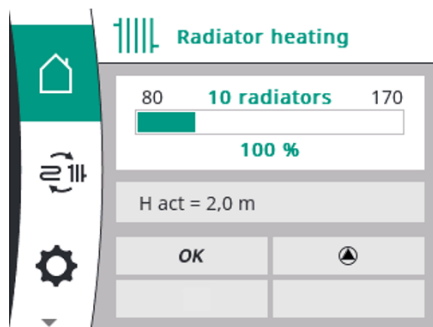 Radiator heating
80 10 radiators 170
100 %
H act = 2,0 m
OK